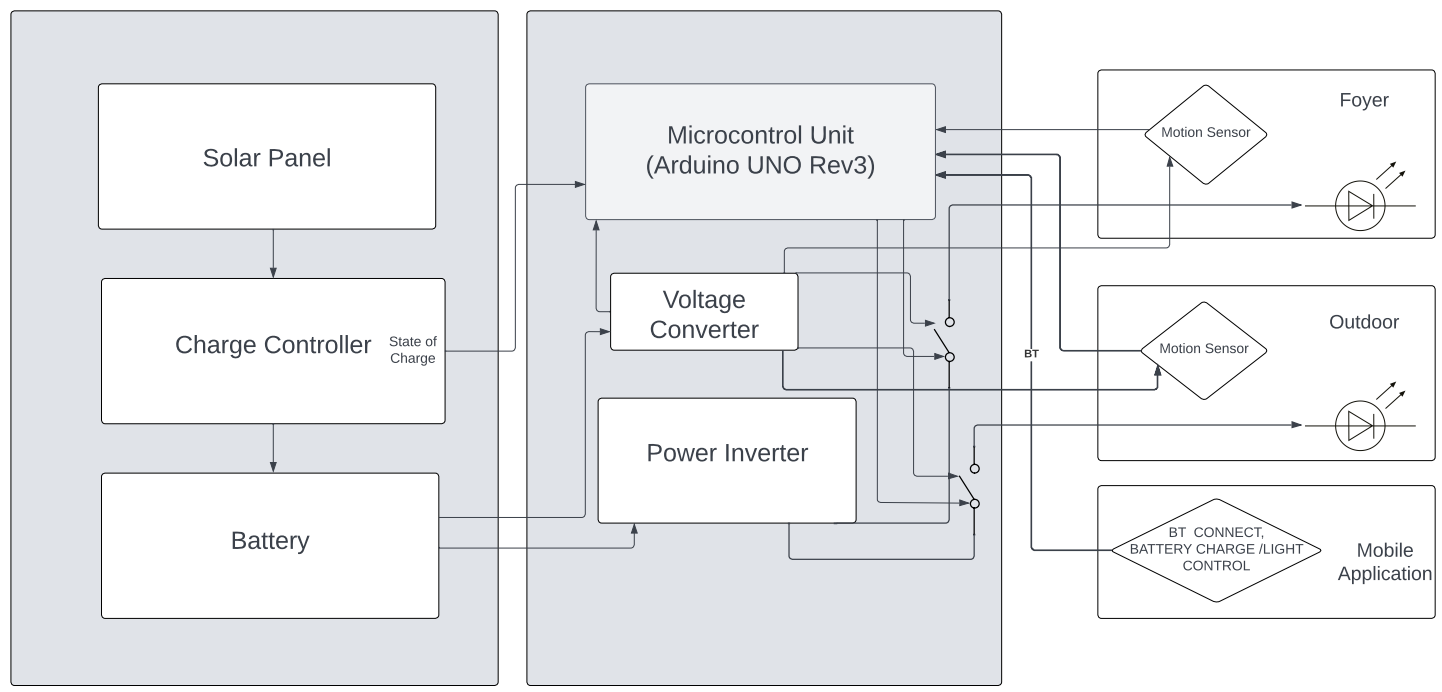 Solar Panel
Charge Controller
State of
Charge
Battery
Microcontrol Unit
(Arduino UNO Rev3)
Voltage
Converter
Power Inverter
BT
Foyer
Motion Sensor
Outdoor
Motion Sensor
BT CONNECT,
BATTERY CHARGE /LIGHT
CONTROL
Mobile
Application